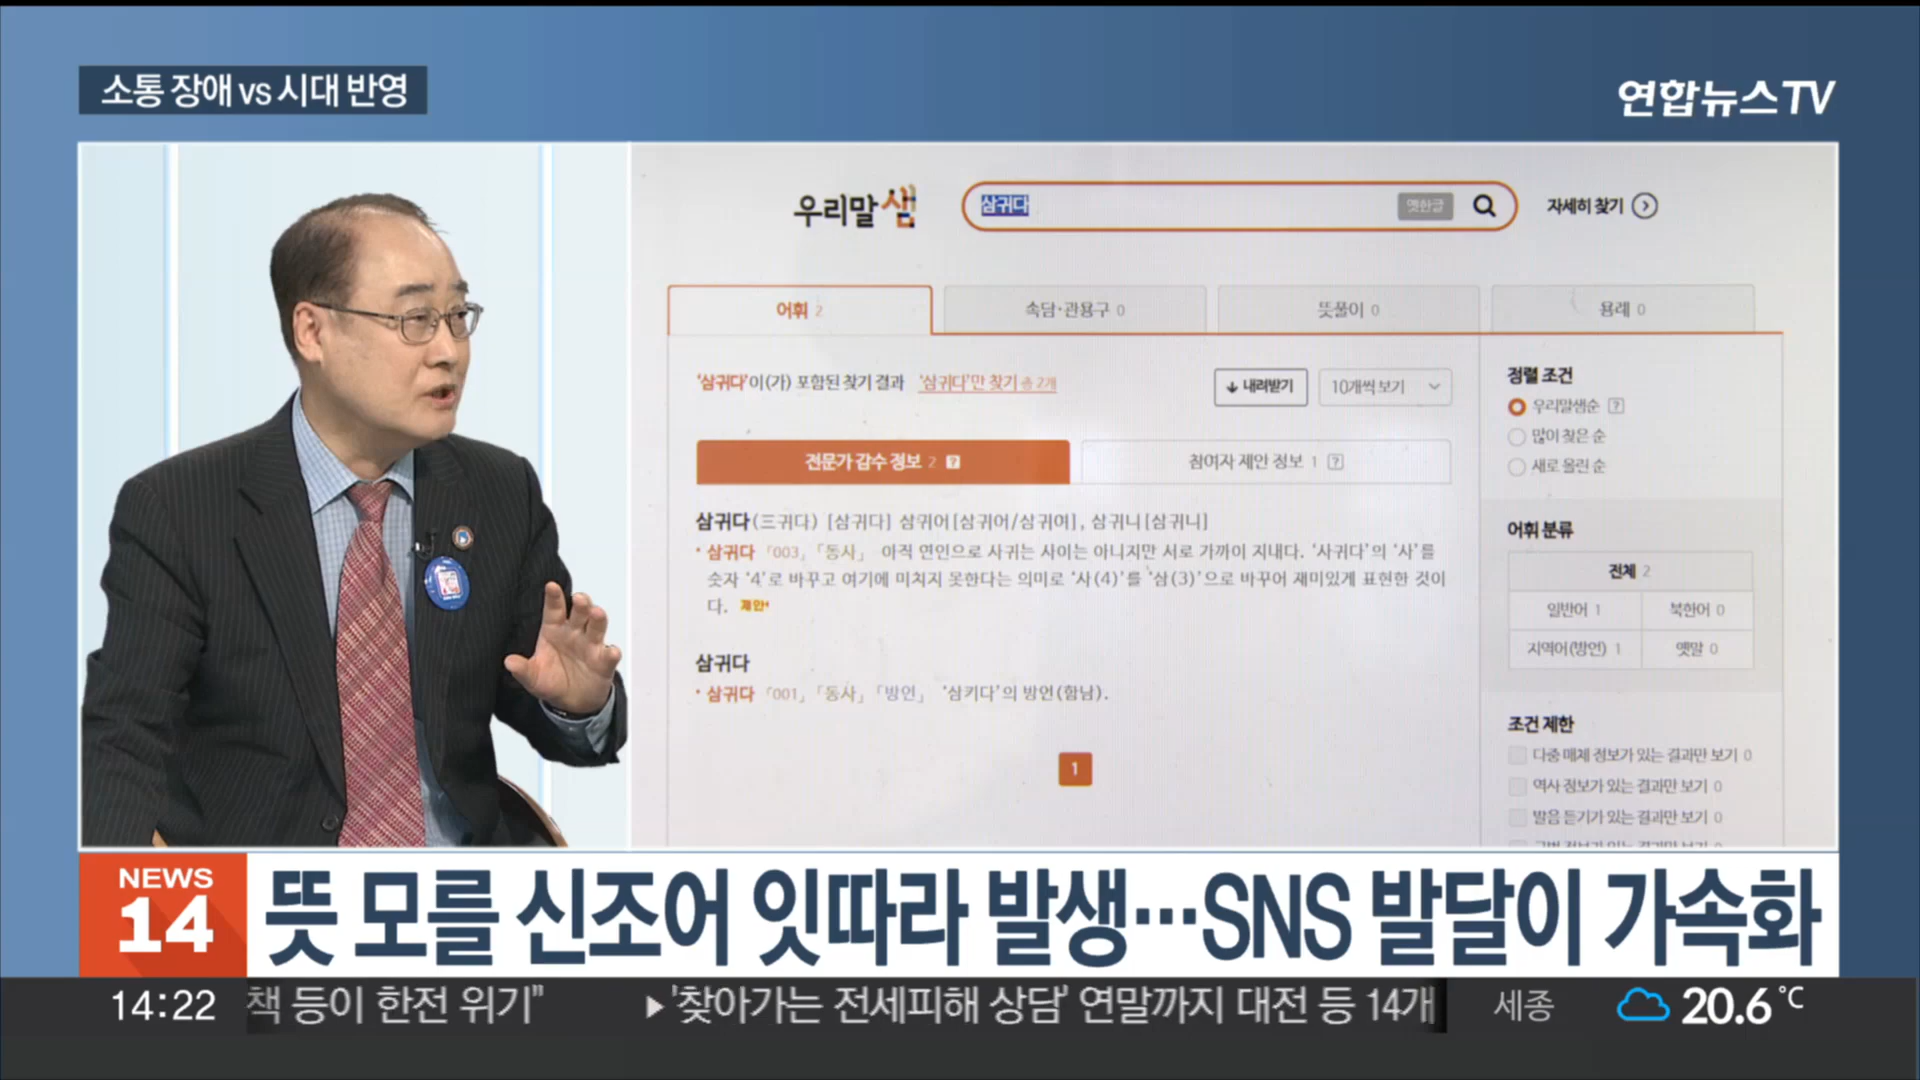 소통 장애 vs 시대 반영
연합뉴스TV
우리말샘
삼귀다
옛한글
자세히 찾기
어휘 2
속담·관용구 0
뜻풀이 0
용례 0
'삼귀다'이(가) 포함된 찾기 결과 '삼귀다'만 찾기 총 2개
내려받기
10개씩 보기
전문가 감수 정보 2 ?
참여자 제안 정보 1 ?
삼귀다(三귀다) [삼귀다] 삼귀어[삼귀어/삼귀여], 삼귀니[삼귀니]
· 삼귀다 「003」 「동사」 아직 연인으로 사귀는 사이는 아니지만 서로 가까이 지내다. '사귀다'의 '사'를
숫자 '4'로 바꾸고 여기에 미치지 못한다는 의미로 '사(4)'를 '삼(3)'으로 바꾸어 재미있게 표현한 것이
다. 제안+
삼귀다
· 삼귀다 「001」 「동사」 「방언」 '삼키다'의 방언(함남).
1
정렬 조건
우리말샘순 ?
많이 찾은 순
새로 올린 순
어휘 분류
전체 2
일반어 1 북한어 0
지역어(방언) 1 옛말 0
조건 제한
다중 매체 정보가 있는 결과만 보기 0
역사 정보가 있는 결과만 보기 0
발음 듣기가 있는 결과만 보기 0
NEWS
14
뜻 모를 신조어 잇따라 발생…SNS 발달이 가속화
14:22 책 등이 한전 위기" ▶'찾아가는 전세피해 상담' 연말까지 대전 등 14개 세종 20.6℃